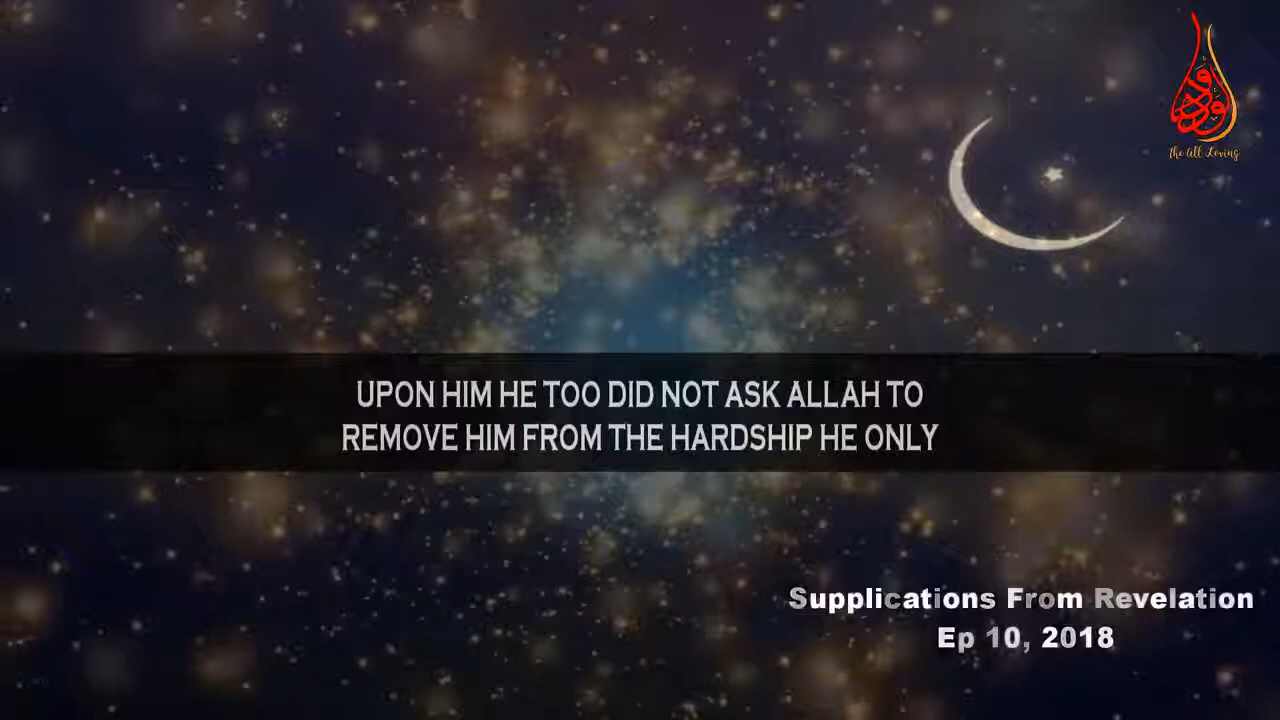 the All Loving
UPON HIM HE TOO DID NOT ASK ALLAH TO
REMOVE HIM FROM THE HARDSHIP HE ONLY
Supplications From Revelation
Ep 10, 2018